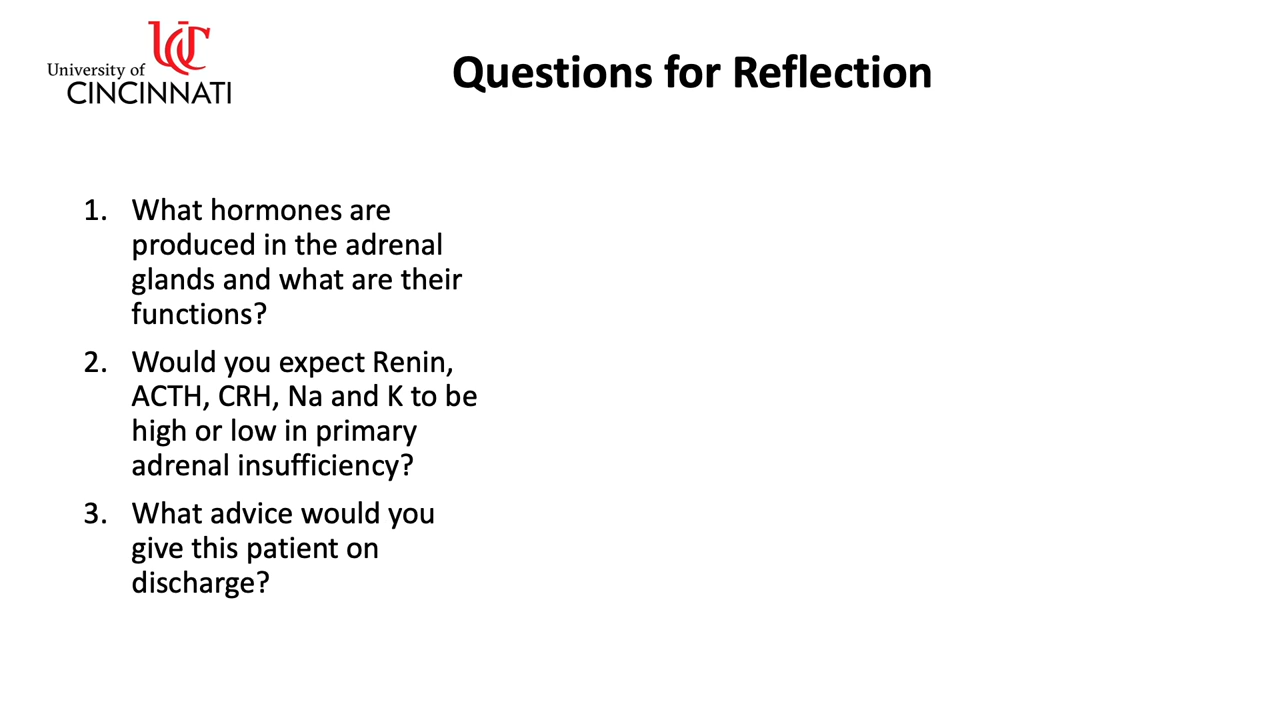 University of
CINCINNATI
Questions for Reflection
1. What hormones are
produced in the adrenal
glands and what are their
functions?
2. Would you expect Renin,
ACTH, CRH, Na and K to be
high or low in primary
adrenal insufficiency?
3. What advice would you
give this patient on
discharge?